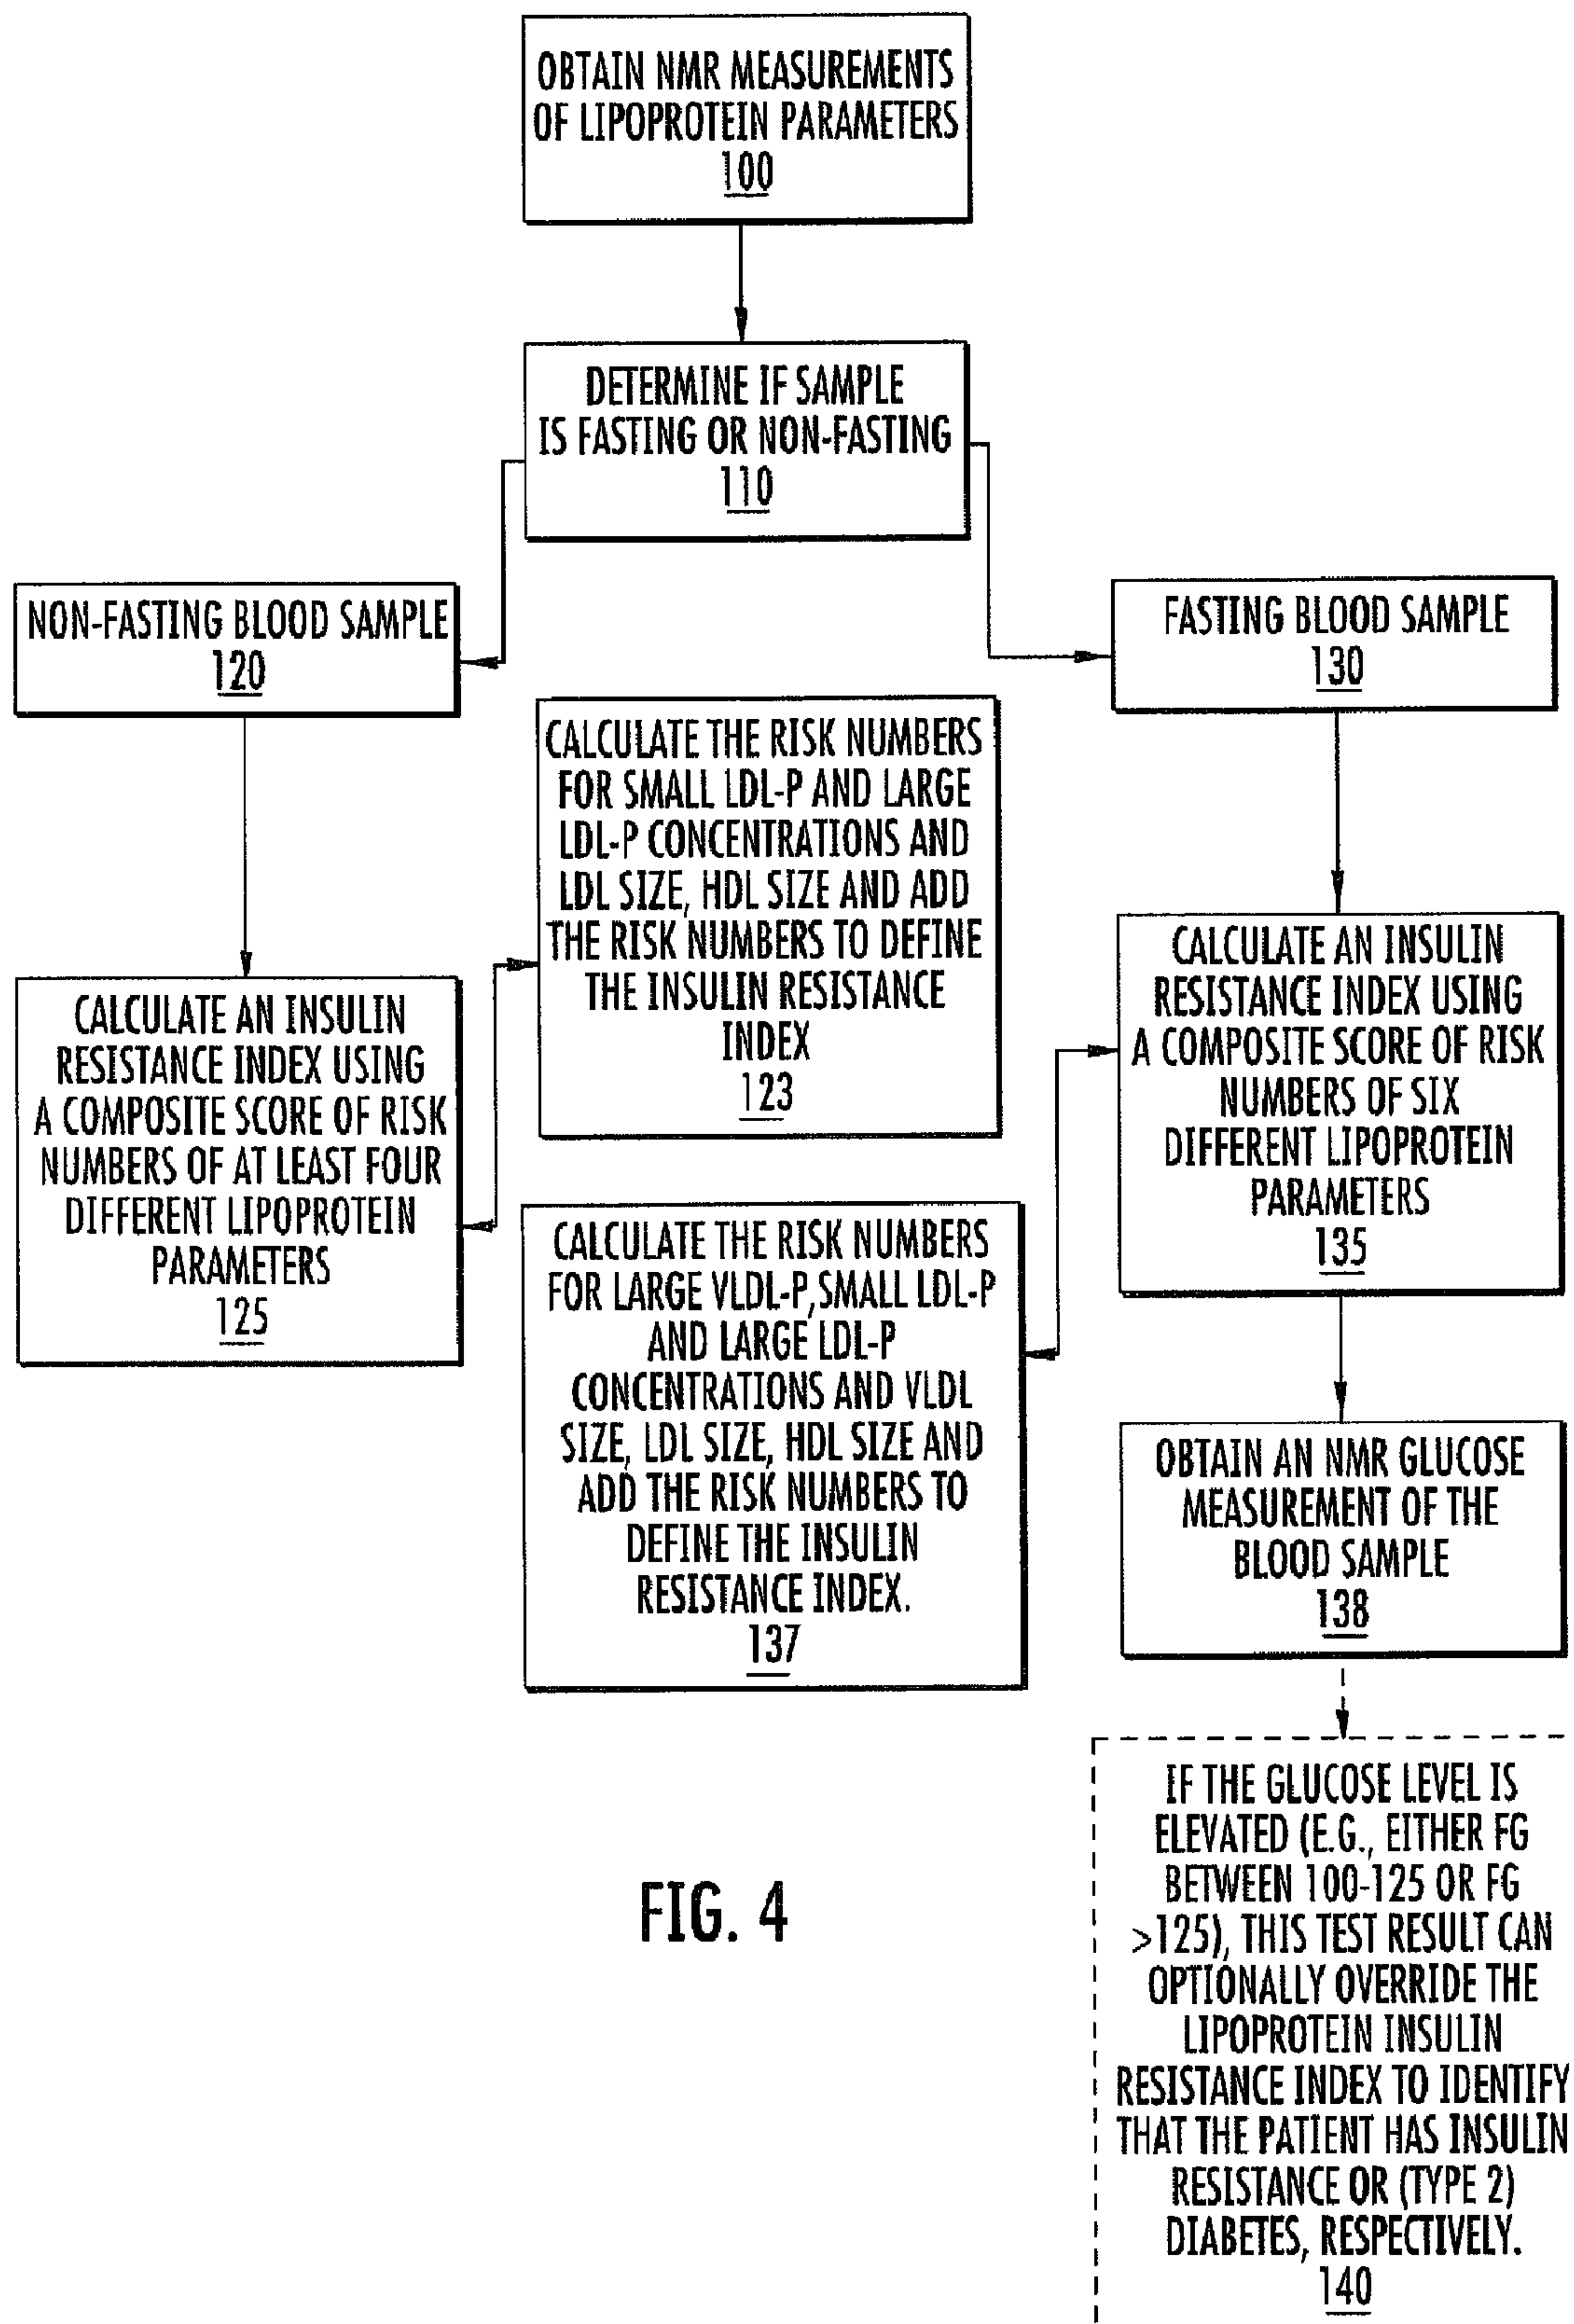 OBTAIN NMR MEASUREMENTS
OF LIPOPROTEIN PARAMETERS
100
DETERMINE IF SAMPLE
IS FASTING OR NON-FASTING
110
NON-FASTING BLOOD SAMPLE
120
FASTING BLOOD SAMPLE
130
CALCULATE THE RISK NUMBERS
FOR SMALL LDL-P AND LARGE
LDL-P CONCENTRATIONS AND
LDL SIZE, HDL SIZE AND ADD
THE RISK NUMBERS TO DEFINE
THE INSULIN RESISTANCE
INDEX
123
CALCULATE AN INSULIN
RESISTANCE INDEX USING
A COMPOSITE SCORE OF RISK
NUMBERS OF AT LEAST FOUR
DIFFERENT LIPOPROTEIN
PARAMETERS
125
CALCULATE AN INSULIN
RESISTANCE INDEX USING
A COMPOSITE SCORE OF RISK
NUMBERS OF SIX
DIFFERENT LIPOPROTEIN
PARAMETERS
135
CALCULATE THE RISK NUMBERS
FOR LARGE VLDL-P, SMALL LDL-P
AND LARGE LDL-P
CONCENTRATIONS AND VLDL
SIZE, LDL SIZE, HDL SIZE AND
ADD THE RISK NUMBERS TO
DEFINE THE INSULIN
RESISTANCE INDEX.
137
OBTAIN AN NMR GLUCOSE
MEASUREMENT OF THE
BLOOD SAMPLE
138
IF THE GLUCOSE LEVEL IS
ELEVATED (E.G., EITHER FG
BETWEEN 100-125 OR FG
>125), THIS TEST RESULT CAN
OPTIONALLY OVERRIDE THE
LIPOPROTEIN INSULIN
RESISTANCE INDEX TO IDENTIFY
THAT THE PATIENT HAS INSULIN
RESISTANCE OR (TYPE 2)
DIABETES, RESPECTIVELY.
140
FIG. 4